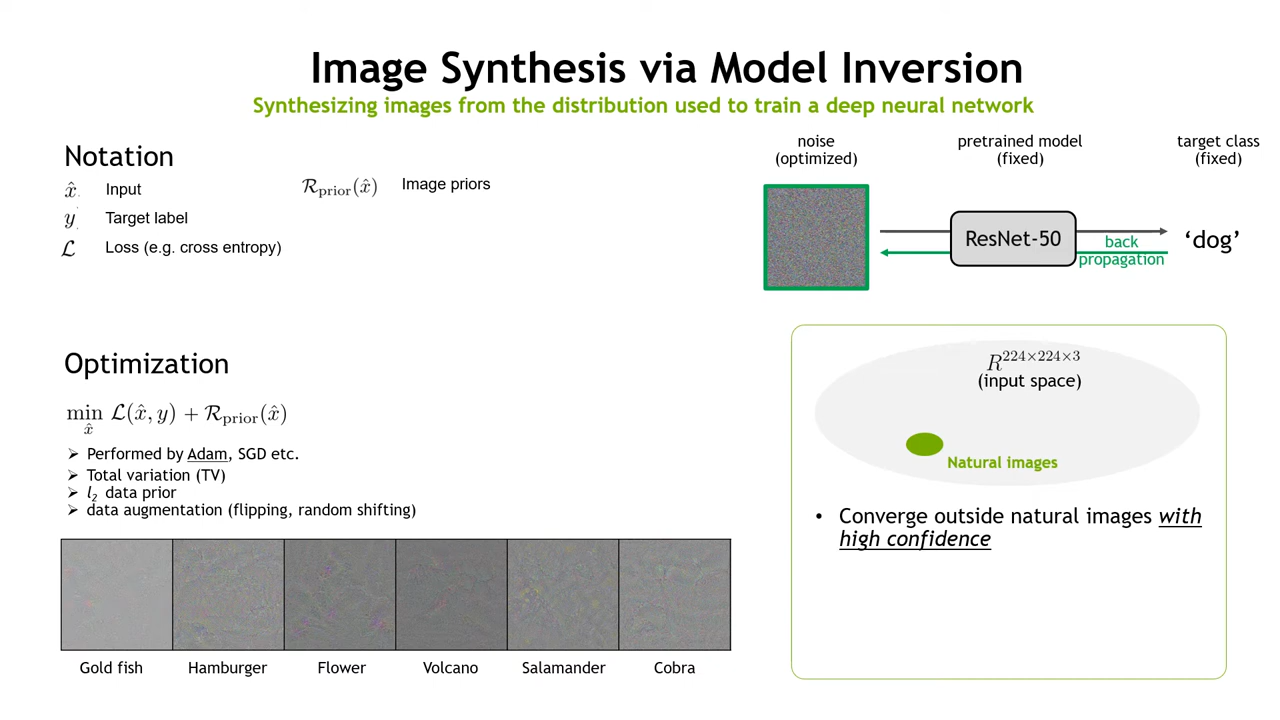 Image Synthesis via Model Inversion
Synthesizing images from the distribution used to train a deep neural network
Notation
x̂ Input
y Target label
ℒ Loss (e.g. cross entropy)
ℛprior(x̂) Image priors
noise
(optimized)
pretrained model
(fixed)
target class
(fixed)
ResNet-50
back
propagation
‘dog’
Optimization
min x̂ ℒ(x̂, y) + ℛprior(x̂)
➢ Performed by Adam, SGD etc.
➢ Total variation (TV)
➢ l₂ data prior
➢ data augmentation (flipping, random shifting)
Gold fish
Hamburger
Flower
Volcano
Salamander
Cobra
R^224×224×3
(input space)
Natural images
• Converge outside natural images with
high confidence